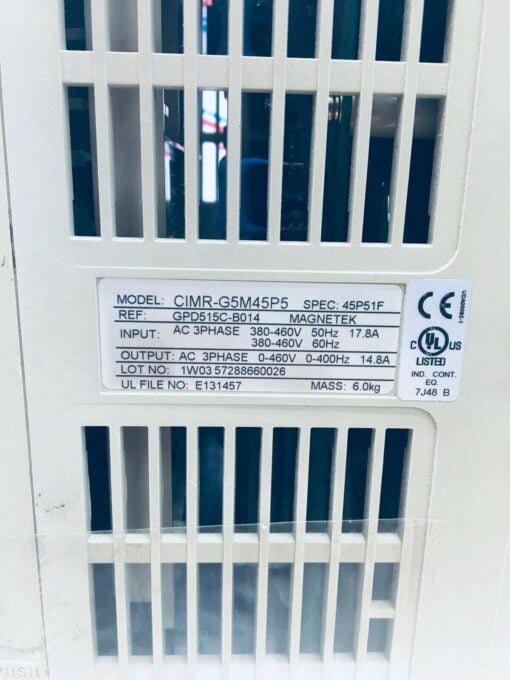 MODEL: CIMR-G5M45P5 SPEC: 45P51F
REF: GPD515C-B014 MAGNETEK
INPUT: AC 3PHASE 380-460V 50Hz 17.8A
380-460V 60Hz
OUTPUT: AC 3PHASE 0-460V 0-400Hz 14.8A
LOT NO: 1W03 57288660026
UL FILE NO: E131457 MASS: 6.0kg
CE
C UL US
LISTED
IND. CONT.
EQ.
7J48 B
PUSH